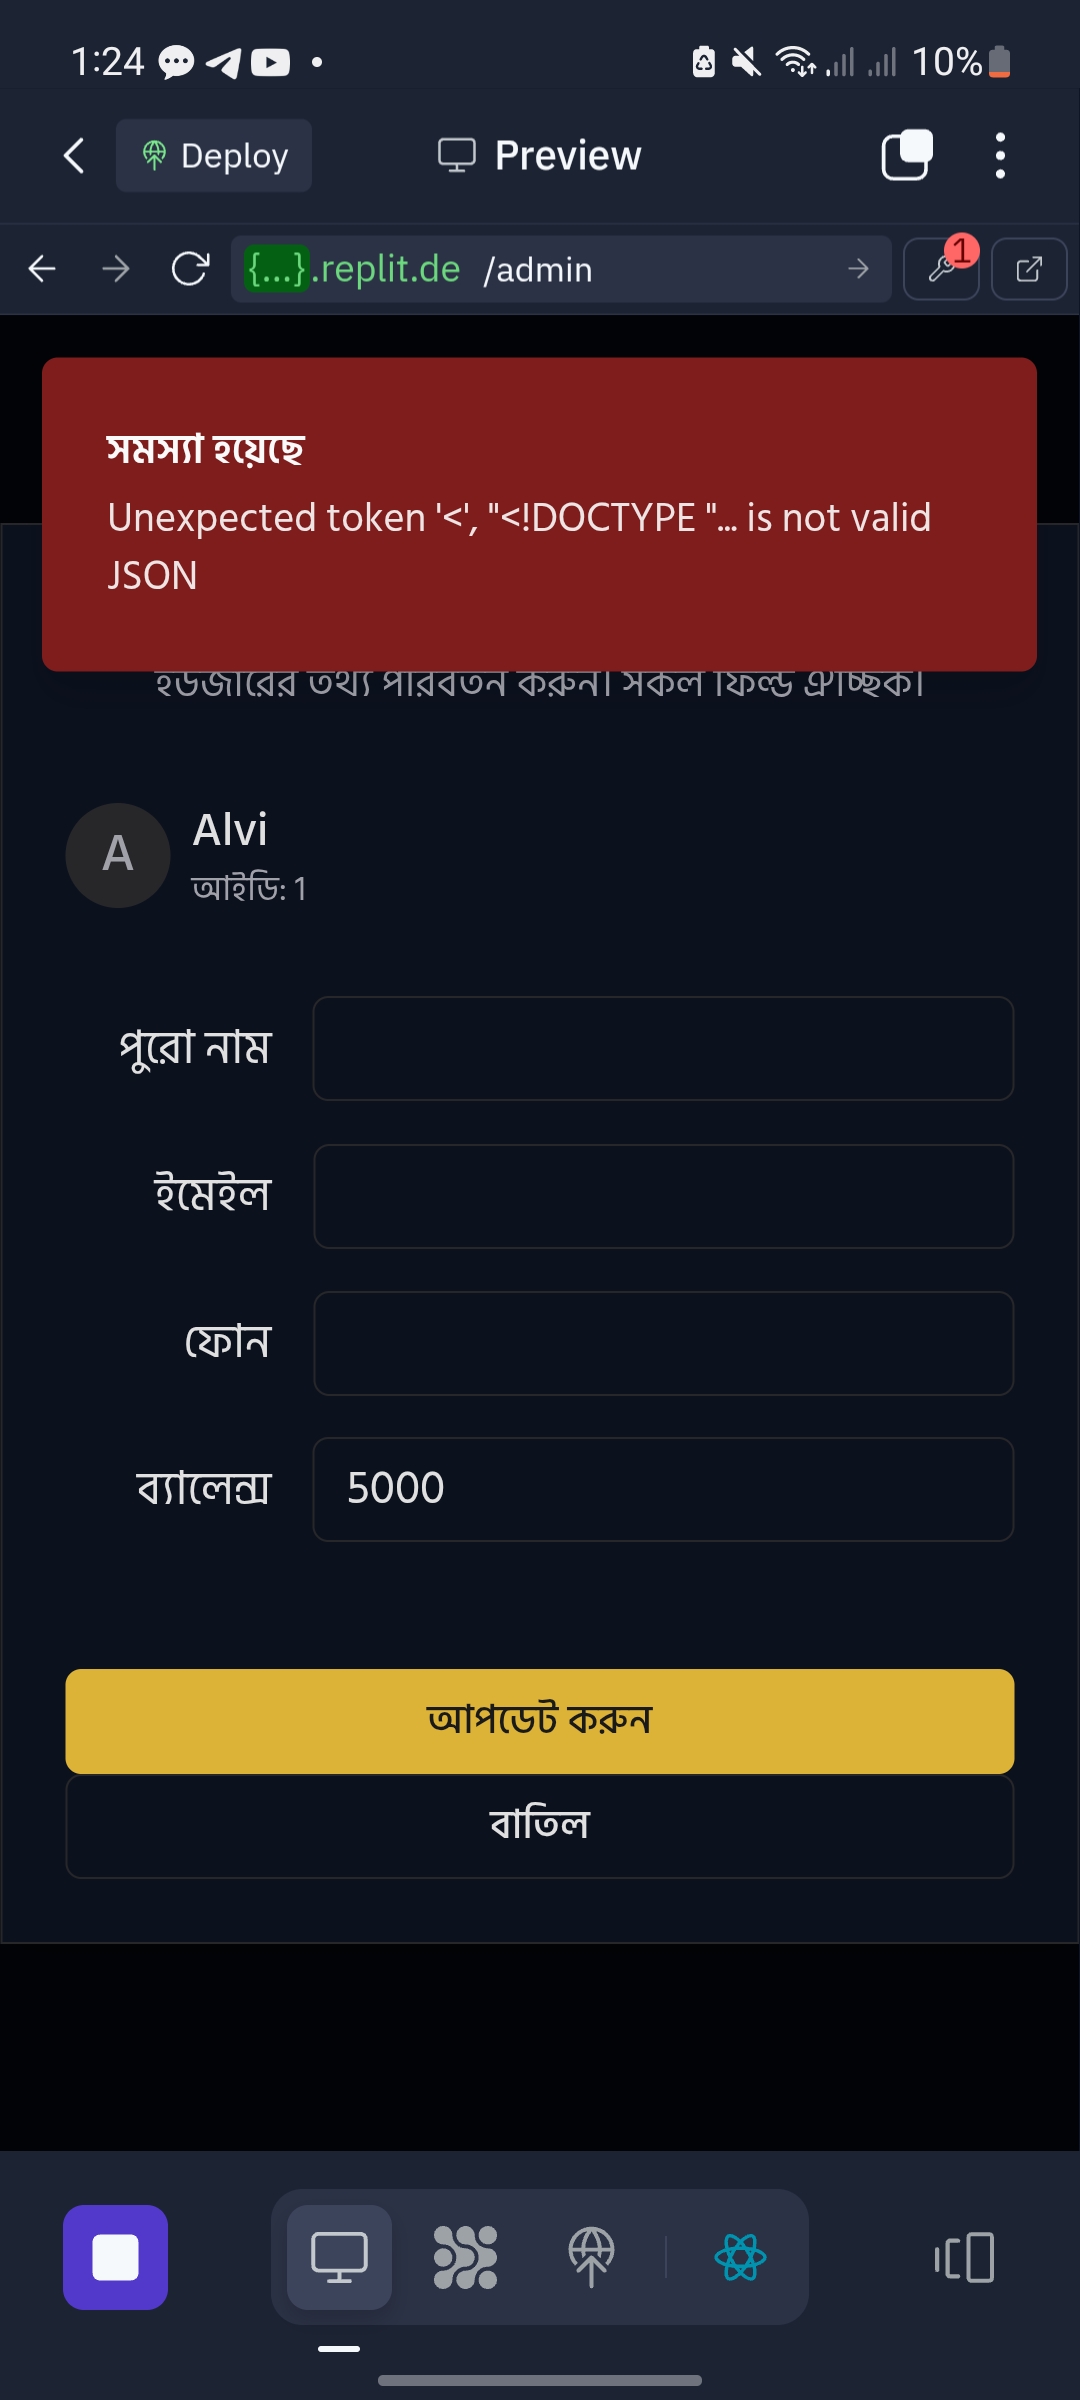 1:24
10%
Deploy
Preview
{...}.replit.de /admin
1
সমস্যা হয়েছে
Unexpected token '<', "<!DOCTYPE "... is not valid
JSON
ইউজারের তথ্য পরিবর্তন করুন। সকল ফিল্ড ঐচ্ছিক।
A
Alvi
আইডি: 1
পুরো নাম
ইমেইল
ফোন
ব্যালেন্স
5000
আপডেট করুন
বাতিল